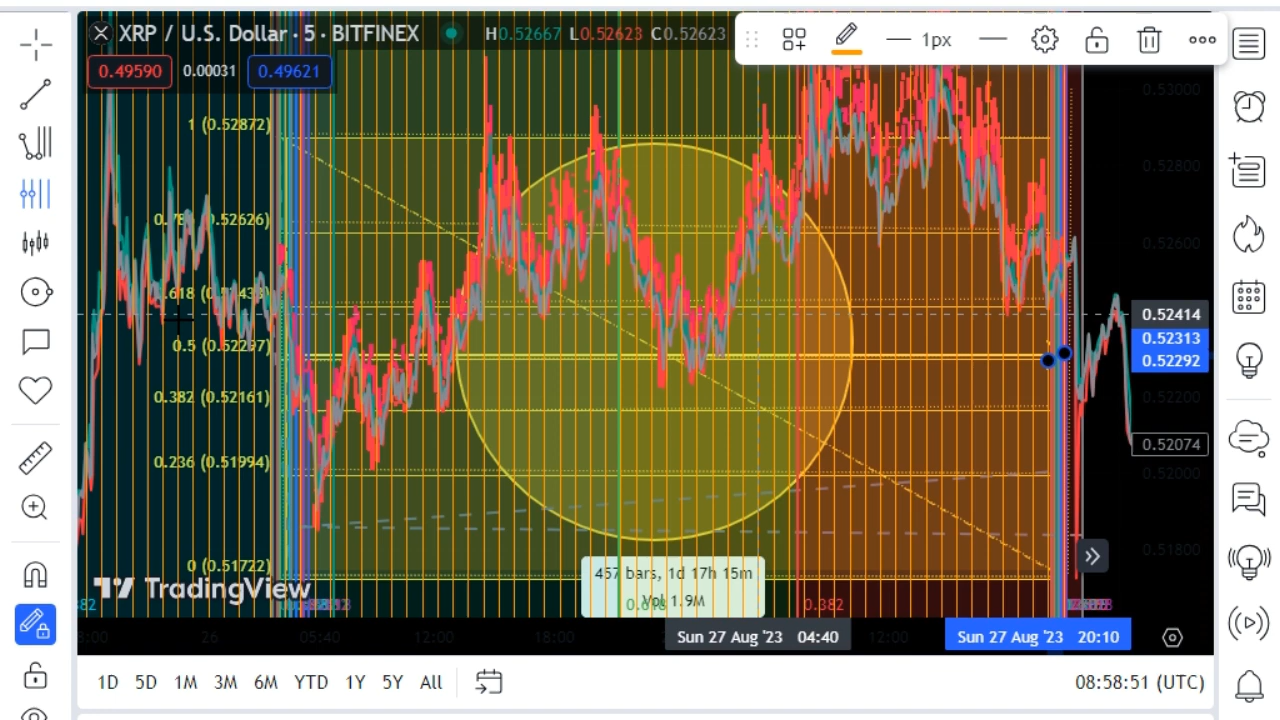 XRP / U.S. Dollar · 5 · BITFINEX H0.52667 L0.52623 C0.52623
1px
0.49590 0.00031 0.49621
0.53000
1 (0.52872)
0.52800
0.52626)
0.52600
0.52414
0.52313
0.5 (0.52297)
0.52292
0.382 (0.52161)
0.52200
0.52074
0.236 (0.51994)
0.52000
0.51800
0 (0.51722)
457 bars, 1d 17h 15m
TradingView
Vol 1.9M
0.382
26 05:40 12:00 18:00 Sun 27 Aug '23 04:40 12:00 Sun 27 Aug '23 20:10
1D 5D 1M 3M 6M YTD 1Y 5Y All 08:58:51 (UTC)